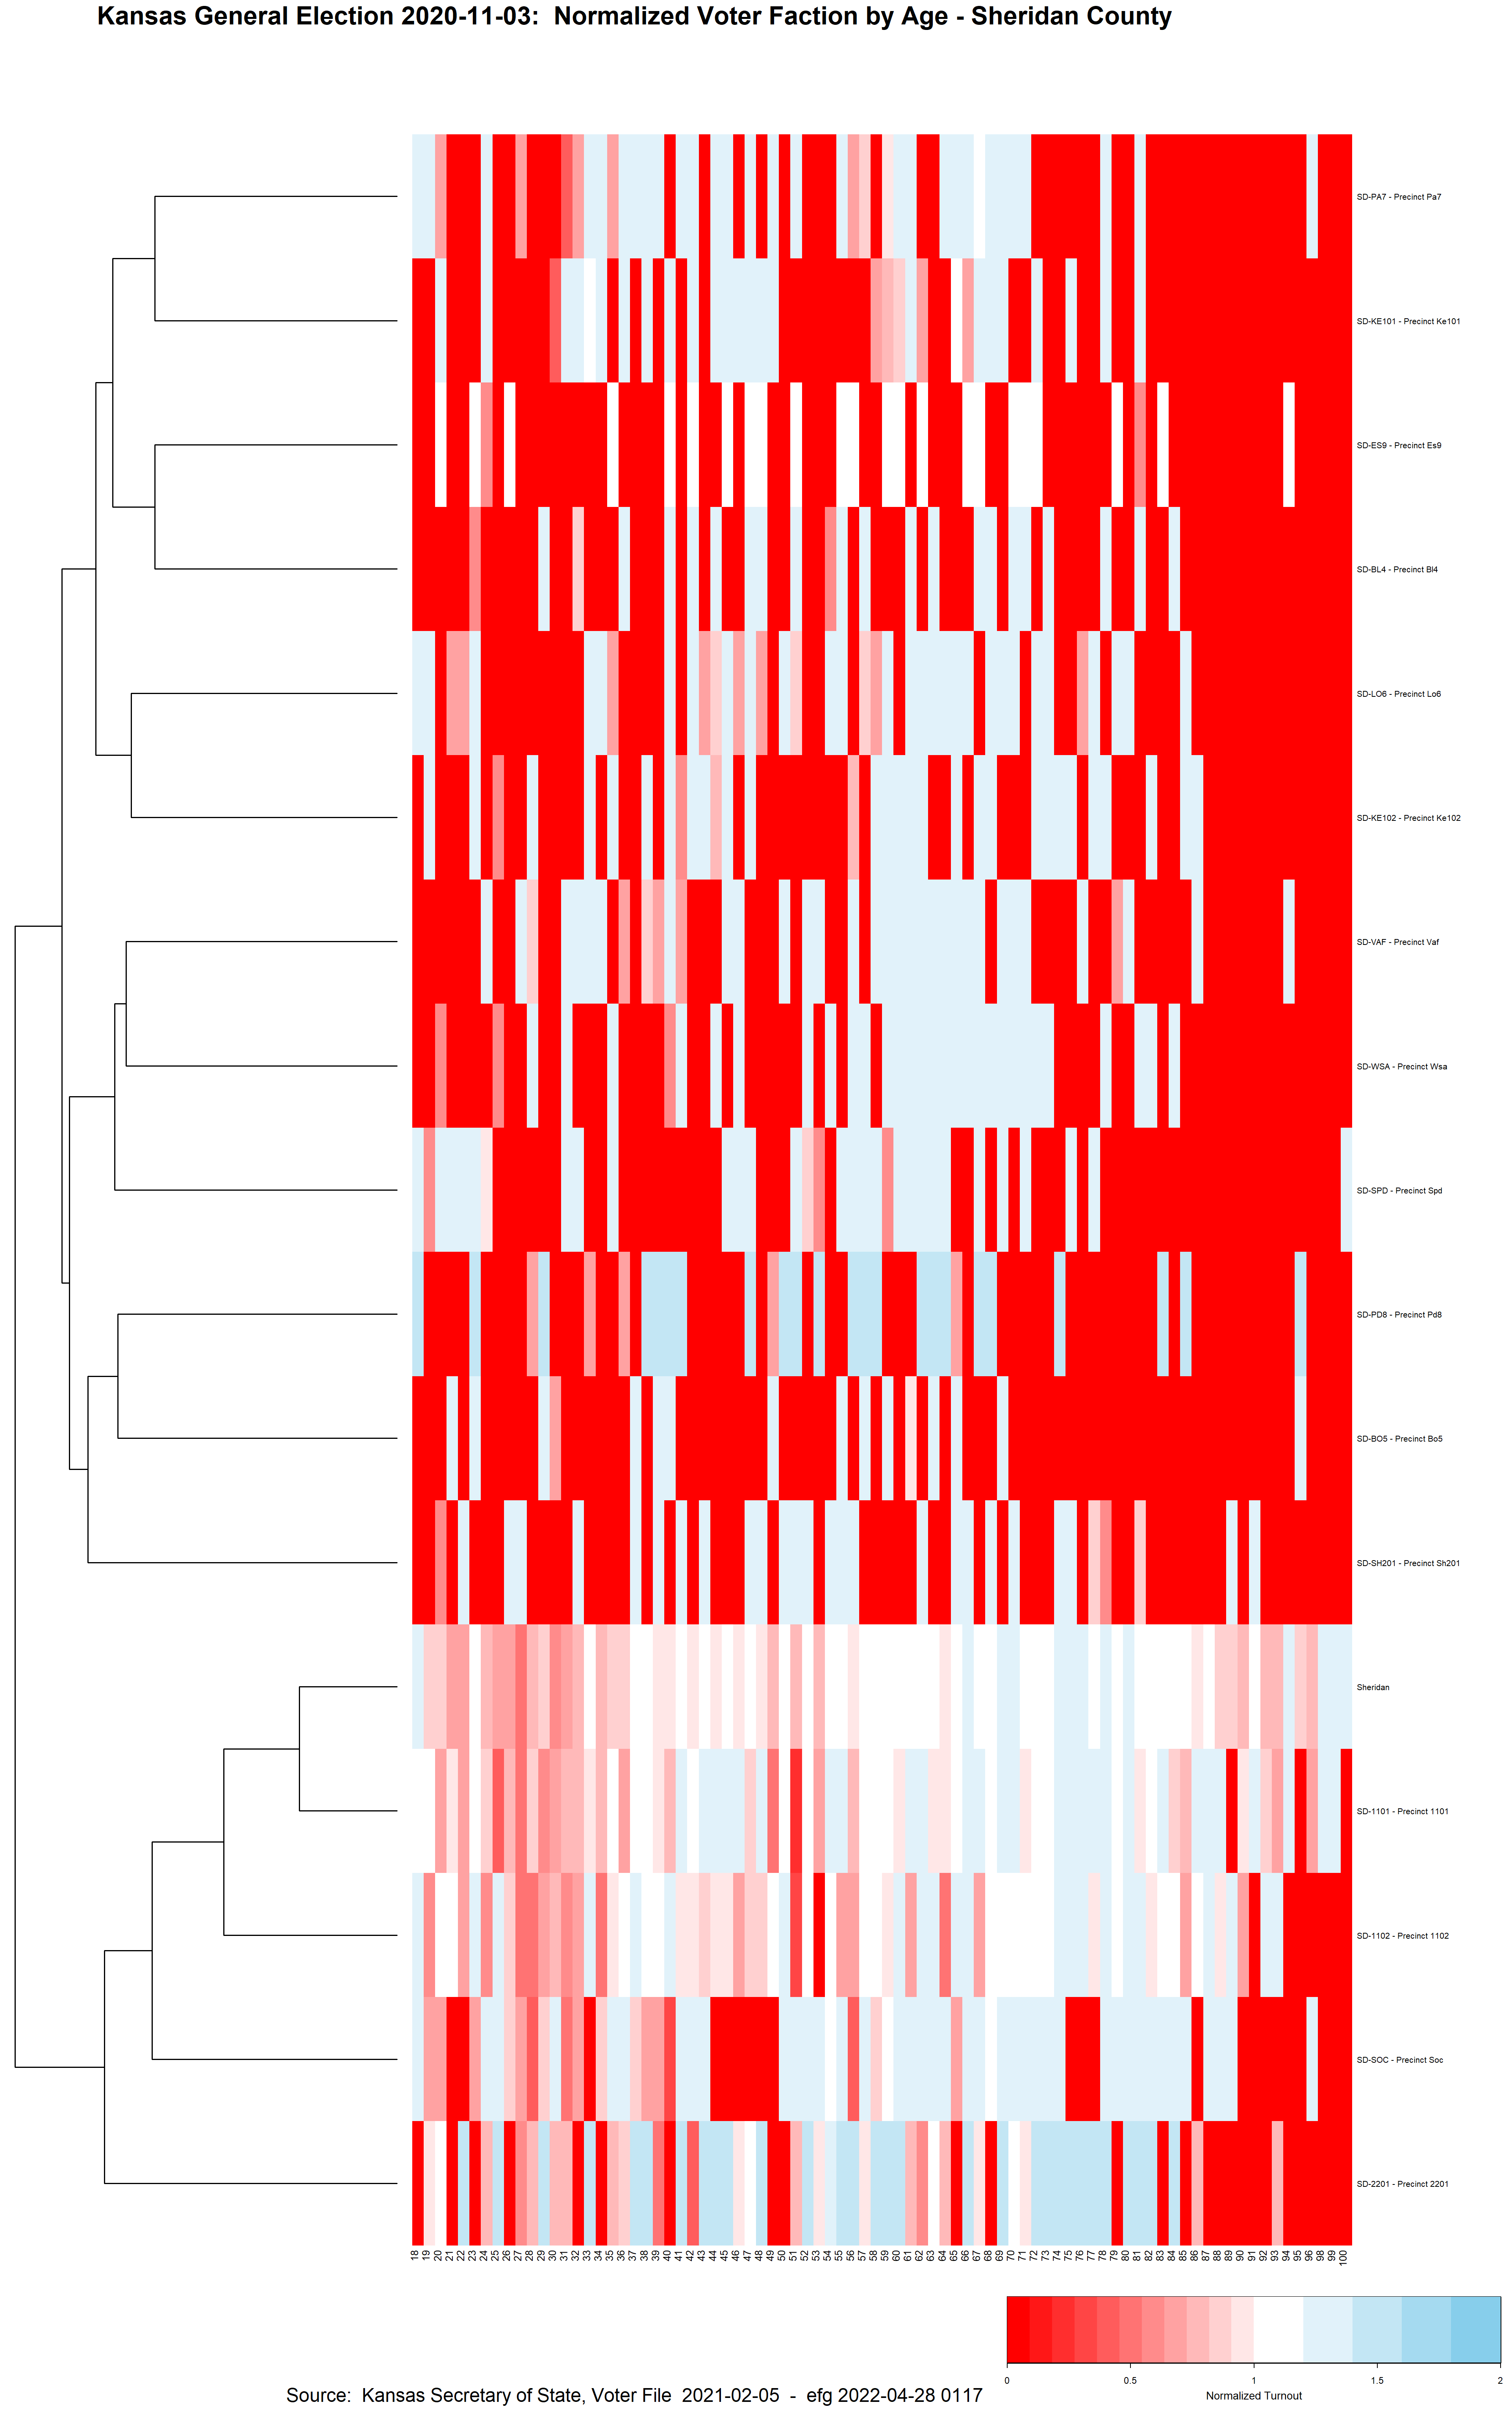 Kansas General Election 2020-11-03:  Normalized Voter Faction by Age - Sheridan County
SD-PA7 - Precinct Pa7
SD-KE101 - Precinct Ke101
SD-ES9 - Precinct Es9
SD-BL4 - Precinct Bl4
SD-LO6 - Precinct Lo6
SD-KE102 - Precinct Ke102
SD-VAF - Precinct Vaf
SD-WSA - Precinct Wsa
SD-SPD - Precinct Spd
SD-PD8 - Precinct Pd8
SD-BO5 - Precinct Bo5
SD-SH201 - Precinct Sh201
Sheridan
SD-1101 - Precinct 1101
SD-1102 - Precinct 1102
SD-SOC - Precinct Soc
SD-2201 - Precinct 2201
18 19 20 21 22 23 24 25 26 27 28 29 30 31 32 33 34 35 36 37 38 39 40 41 42 43 44 45 46 47 48 49 50 51 52 53 54 55 56 57 58 59 60 61 62 63 64 65 66 67 68 69 70 71 72 73 74 75 76 77 78 79 80 81 82 83 84 85 86 87 88 89 90 91 92 93 94 95 96 98 99 100
0 0.5 1 1.5 2
Normalized Turnout
Source:  Kansas Secretary of State, Voter File  2021-02-05  -  efg 2022-04-28 0117